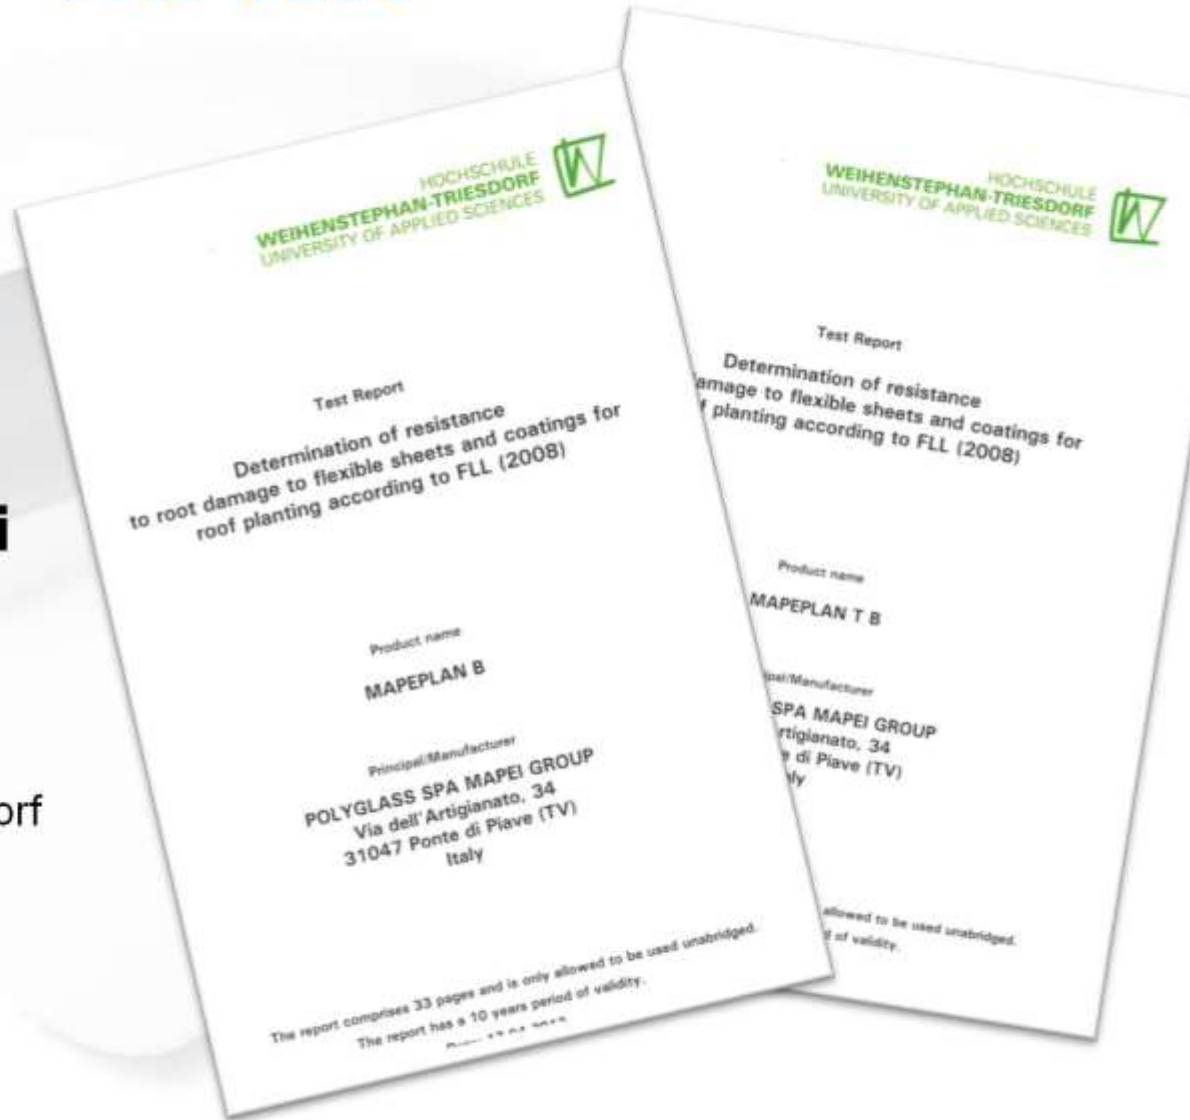 i
orf
HOCHSCHULE
WEIHENSTEPHAN-TRIESDORF
UNIVERSITY OF APPLIED SCIENCES
Test Report
Determination of resistance
to root damage to flexible sheets and coatings for
roof planting according to FLL (2008)
Product name
MAPEPLAN B
Principal/Manufacturer
POLYGLASS SPA MAPEI GROUP
Via dell'Artigianato, 34
31047 Ponte di Piave (TV)
Italy
The report comprises 33 pages and is only allowed to be used unabridged.
The report has a 10 years period of validity.
HOCHSCHULE
WEIHENSTEPHAN-TRIESDORF
UNIVERSITY OF APPLIED SCIENCES
Test Report
Determination of resistance
amage to flexible sheets and coatings for
f planting according to FLL (2008)
Product name
MAPEPLAN T B
ipal/Manufacturer
SPA MAPEI GROUP
rtigianato, 34
e di Piave (TV)
ly
allowed to be used unabridged.
d of validity.